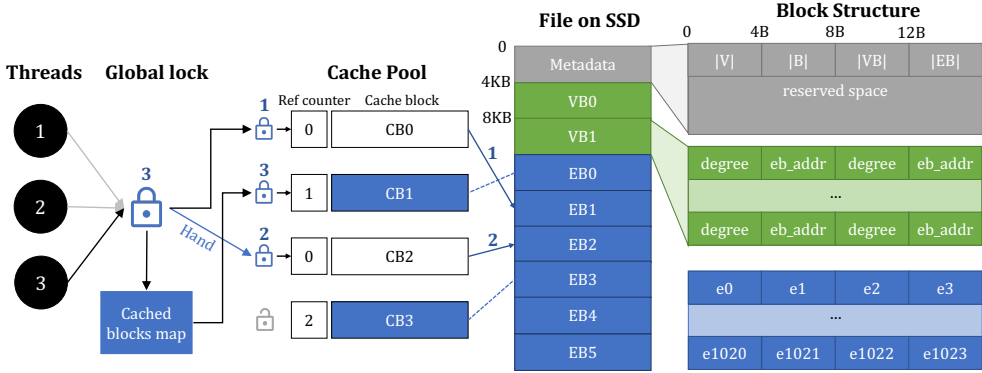 Threads
1
2
3
Global lock
3
Hand
Cached
blocks map
Cache Pool
Ref counter
Cache block
1
0
CB0
3
1
CB1
2
0
CB2
2
CB3
1
2
File on SSD
0
4KB
8KB
Metadata
VB0
VB1
EB0
EB1
EB2
EB3
EB4
EB5
Block Structure
0 4B 8B 12B
|V| |B| |VB| |EB|
reserved space
degree eb_addr degree eb_addr
...
degree eb_addr degree eb_addr
e0 e1 e2 e3
...
e1020 e1021 e1022 e1023